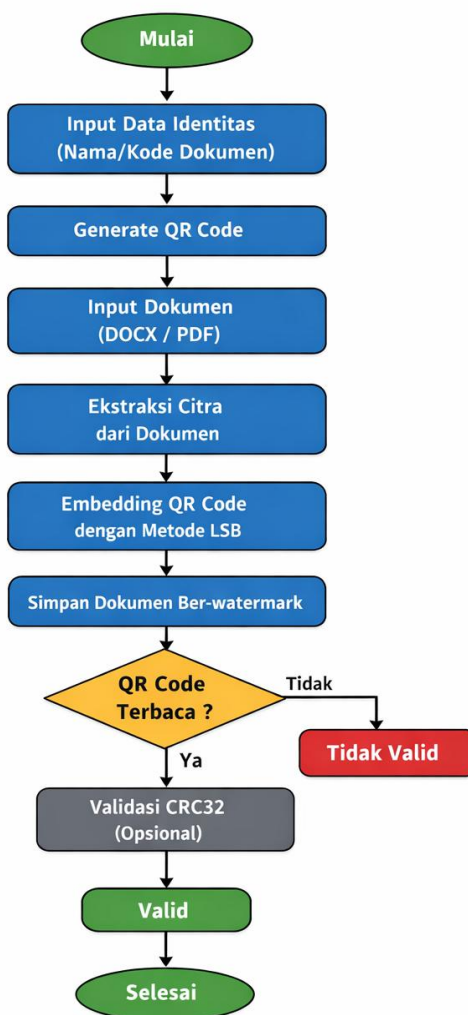 Mulai
Input Data Identitas
(Nama/Kode Dokumen)
Generate QR Code
Input Dokumen
(DOCX / PDF)
Ekstraksi Citra
dari Dokumen
Embedding QR Code
dengan Metode LSB
Simpan Dokumen Ber-watermark
QR Code
Terbaca ?
Tidak
Tidak Valid
Ya
Validasi CRC32
(Opsional)
Valid
Selesai